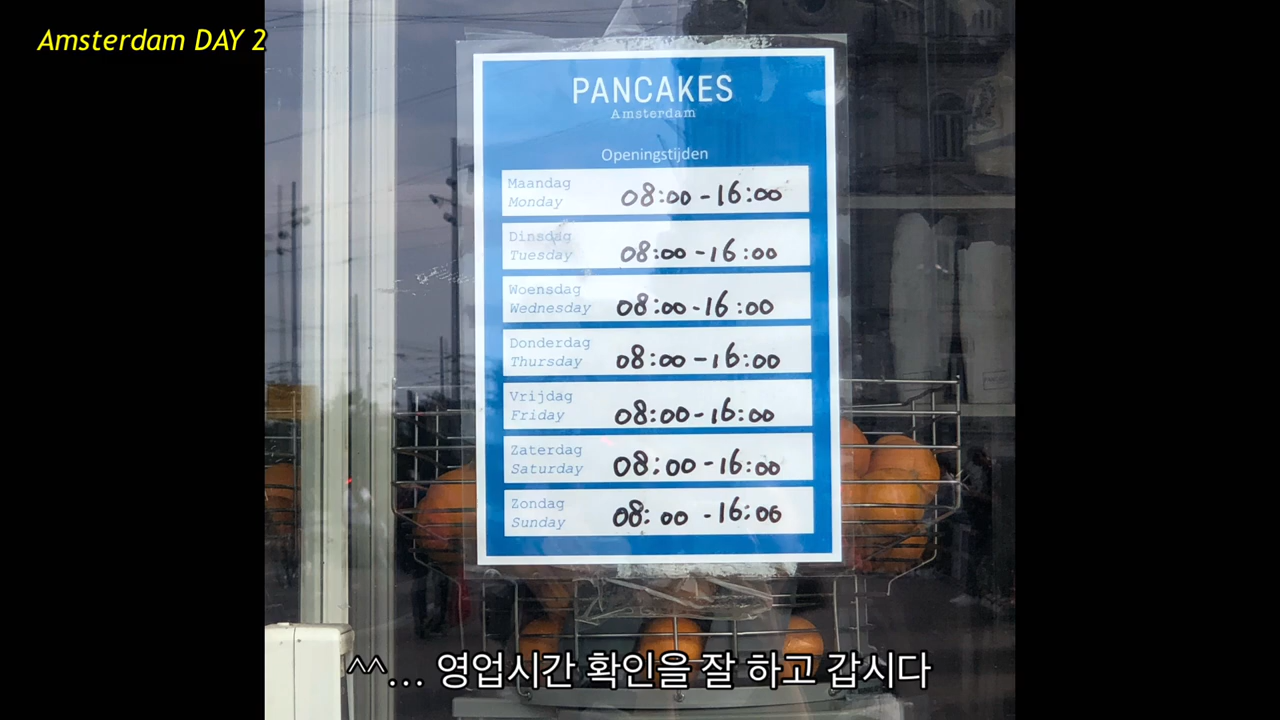 Amsterdam DAY 2
PANCAKES
Amsterdam
Openingstijden
Maandag
Monday
08:00-16:00
Dinsdag
Tuesday
08:00-16:00
Woensdag
Wednesday
08:00-16:00
Donderdag
Thursday
08:00-16:00
Vrijdag
Friday
08:00-16:00
Zaterdag
Saturday
08:00-16:00
Zondag
Sunday
08:00-16:00
^^... 영업시간 확인을 잘 하고 갑시다